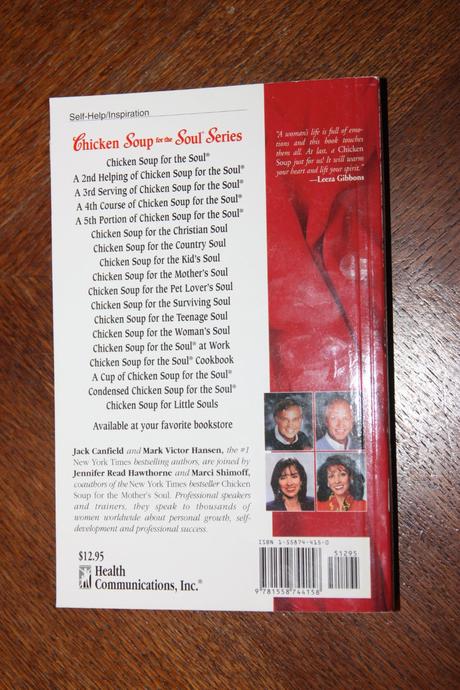 Self-Help/Inspiration
Chicken Soup for the Soul® Series
Chicken Soup for the Soul®
A 2nd Helping of Chicken Soup for the Soul®
A 3rd Serving of Chicken Soup for the Soul®
A 4th Course of Chicken Soup for the Soul®
A 5th Portion of Chicken Soup for the Soul®
Chicken Soup for the Christian Soul
Chicken Soup for the Country Soul
Chicken Soup for the Kid's Soul
Chicken Soup for the Mother's Soul
Chicken Soup for the Pet Lover's Soul
Chicken Soup for the Surviving Soul
Chicken Soup for the Teenage Soul
Chicken Soup for the Woman's Soul
Chicken Soup for the Soul® at Work
Chicken Soup for the Soul® Cookbook
A Cup of Chicken Soup for the Soul®
Condensed Chicken Soup for the Soul®
Chicken Soup for Little Souls
Available at your favorite bookstore
Jack Canfield and Mark Victor Hansen, the #1
New York Times bestselling authors, are joined by
Jennifer Read Hawthorne and Marci Shimoff,
coauthors of the New York Times bestseller Chicken
Soup for the Mother's Soul. Professional speakers
and trainers, they speak to thousands of
women worldwide about personal growth, self-
development and professional success.
$12.95
Health
Communications, Inc.®
"A woman's life is full of emo-
tions and this book touches
them all. At last, a Chicken
Soup just for us! It will warm
your heart and lift your spirit."
—Leeza Gibbons
ISBN 1-55874-415-0
51295
9 781558 744158